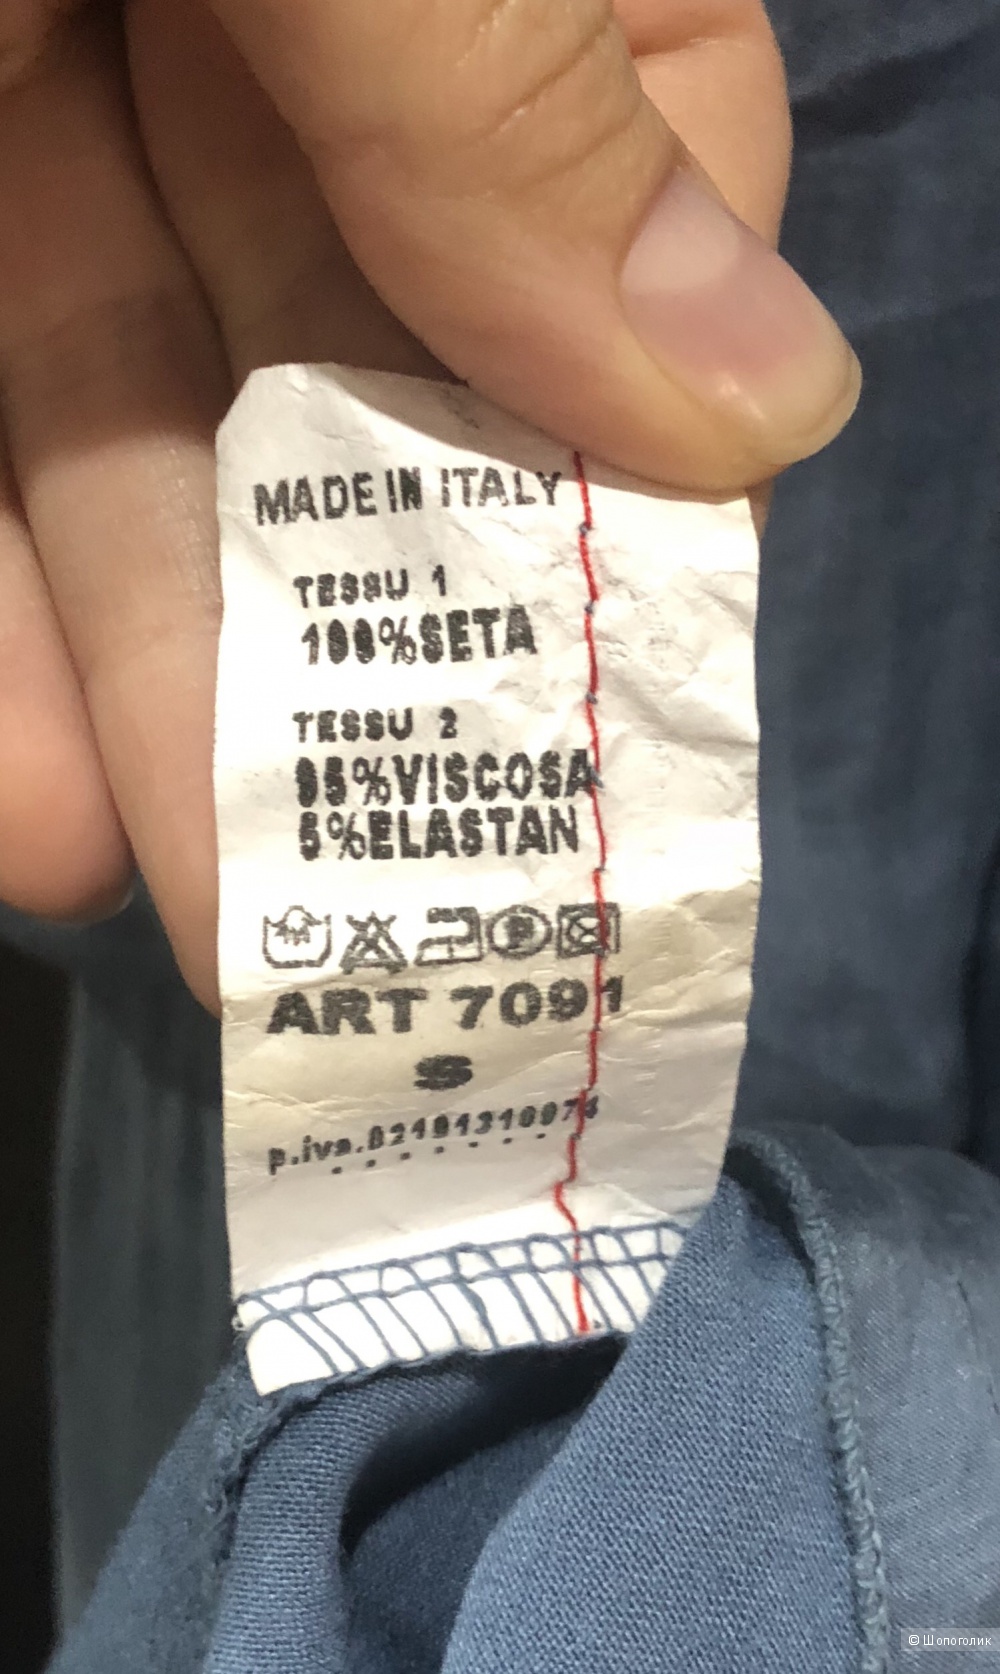 MADE IN ITALY
TESSU 1
100%SETA
TESSU 2
95%VISCOSA
5%ELASTAN
P
ART 7091
S
p.iva.
© Шопоголик